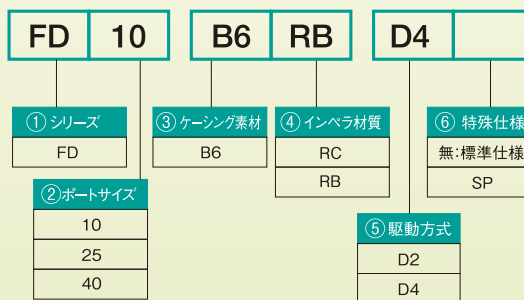 FD 10 B6 RB D4
① シリーズ
FD
②ポートサイズ
10
25
40
③ ケーシング素材
B6
④ インペラ材質
RC
RB
⑤ 駆動方式
D2
D4
⑥ 特殊仕様
無:標準仕様
SP